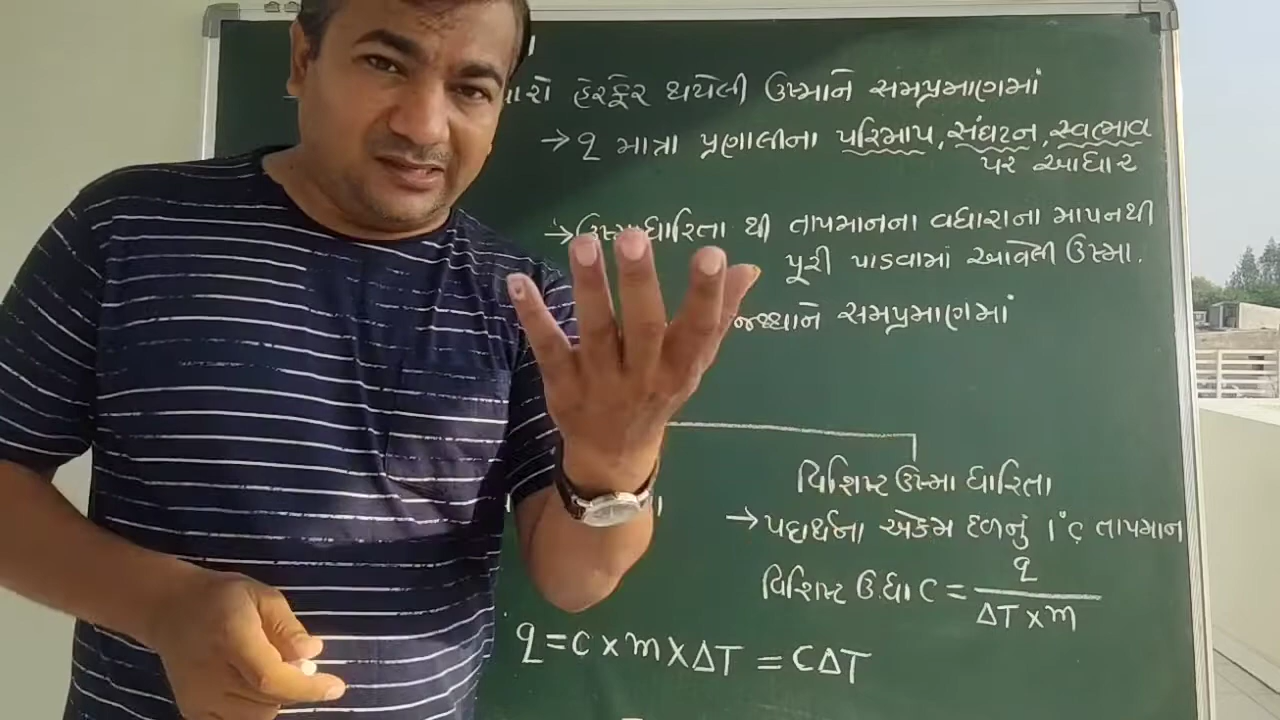 હેરફેર થયેલી ઉષ્માને સમપ્રમાણમાં
→ q માત્રા પ્રણાલીના પરિમાપ, સંઘટન, સ્વભાવ
પર આધાર
→ ઉષ્માધારિતા થી તાપમાનના વધારાના માપનથી
પૂરી પાડવામાં આવેલી ઉષ્મા.
જથ્થાને સમપ્રમાણમાં
વિશિષ્ટ ઉષ્મા ધારિતા
→ પદાર્થના એકમ દળનું 1°C તાપમાન
વિશિષ્ટ ઉ.ધા C = q / ΔT × m
q = C × m × ΔT = CΔT